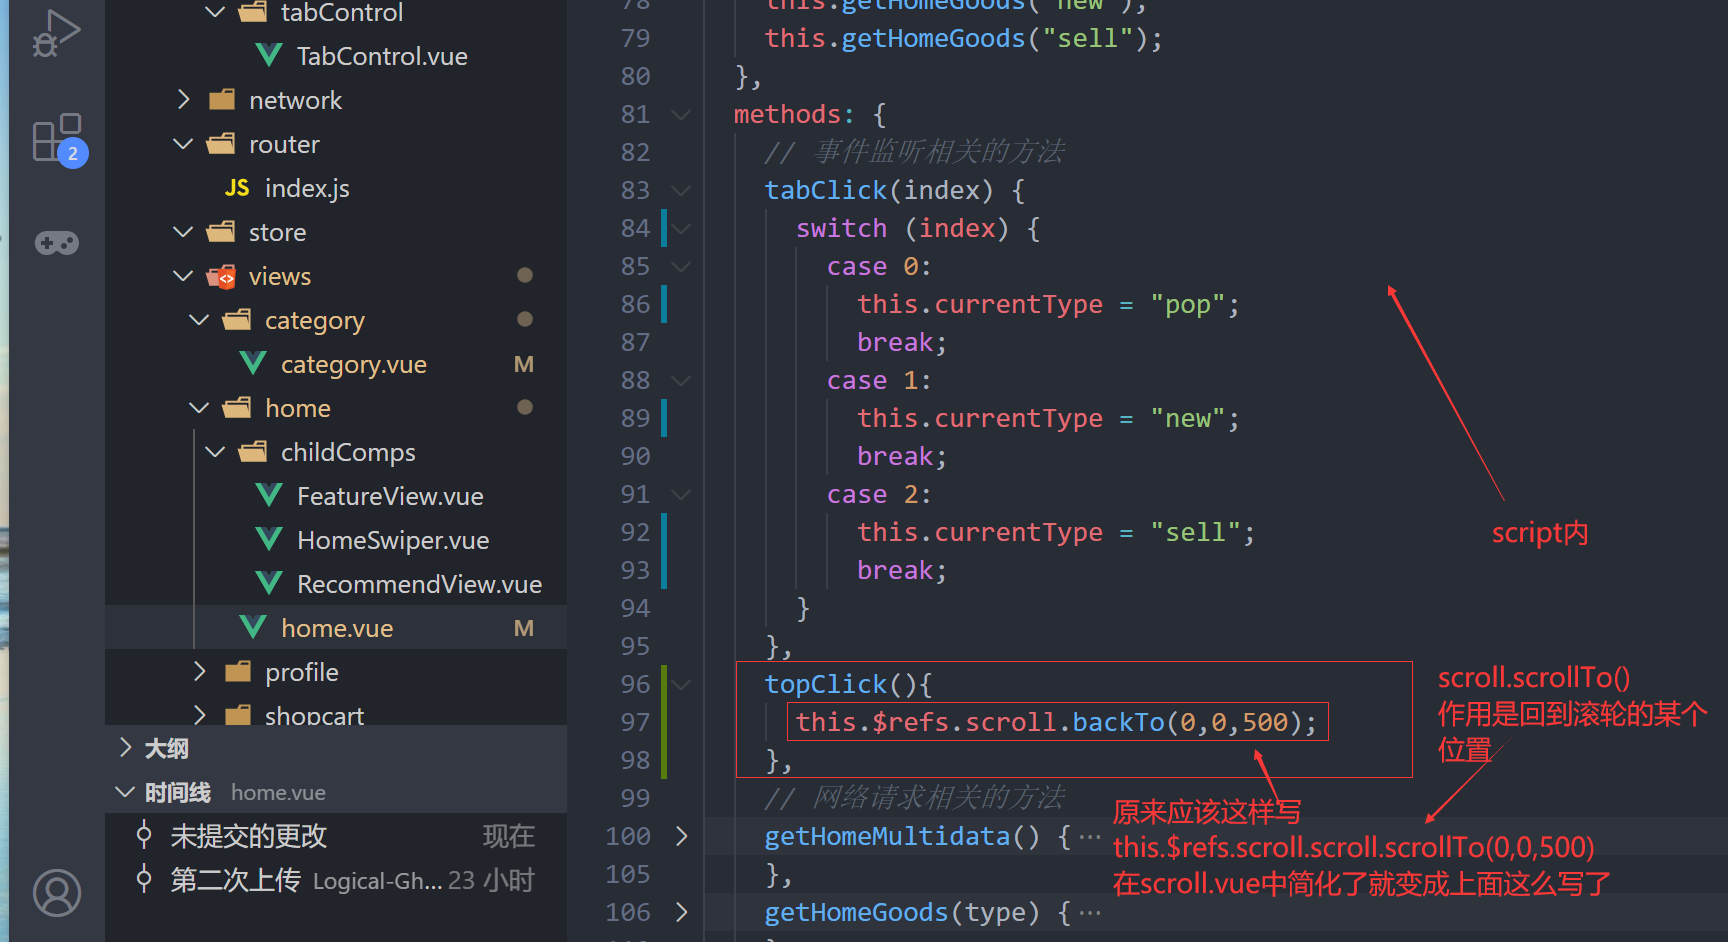 tabControl
TabControl.vue
network
router
JS index.js
store
views
category
category.vue M
home
childComps
FeatureView.vue
HomeSwiper.vue
RecommendView.vue
home.vue M
profile
shopcart
大纲
时间线 home.vue
未提交的更改 现在
第二次上传 Logical-Gh... 23 小时
2
78 this.getHomeGoods("new");
79 this.getHomeGoods("sell");
80 },
81 methods: {
82 // 事件监听相关的方法
83 tabClick(index) {
84 switch (index) {
85 case 0:
86 this.currentType = "pop";
87 break;
88 case 1:
89 this.currentType = "new";
90 break;
91 case 2:
92 this.currentType = "sell";
93 break;
94 }
95 },
96 topClick(){
97 this.$refs.scroll.backTo(0,0,500);
98 },
99 // 网络请求相关的方法
100 getHomeMultidata() {···
105 },
106 getHomeGoods(type) {···
script内
scroll.scrollTo()
作用是回到滚轮的某个
位置
原来应该这样写
this.$refs.scroll.scroll.scrollTo(0,0,500)
在scroll.vue中简化了就变成上面这么写了